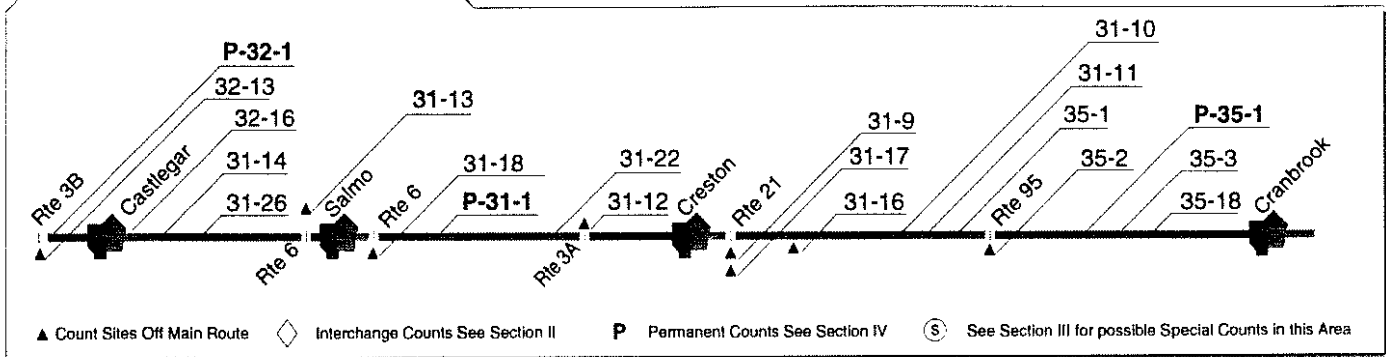 P-32-1
32-13
32-16
31-14
31-26
31-13
31-18
P-31-1
31-22
31-12
31-9
31-17
31-16
31-10
31-11
35-1
35-2
P-35-1
35-3
35-18
Rte 3B
Castlegar
Rte 6
Salmo
Rte 6
Rte 3A
Creston
Rte 21
Rte 95
Cranbrook
Count Sites Off Main Route
Interchange Counts See Section II
P Permanent Counts See Section IV
S See Section III for possible Special Counts in this Area